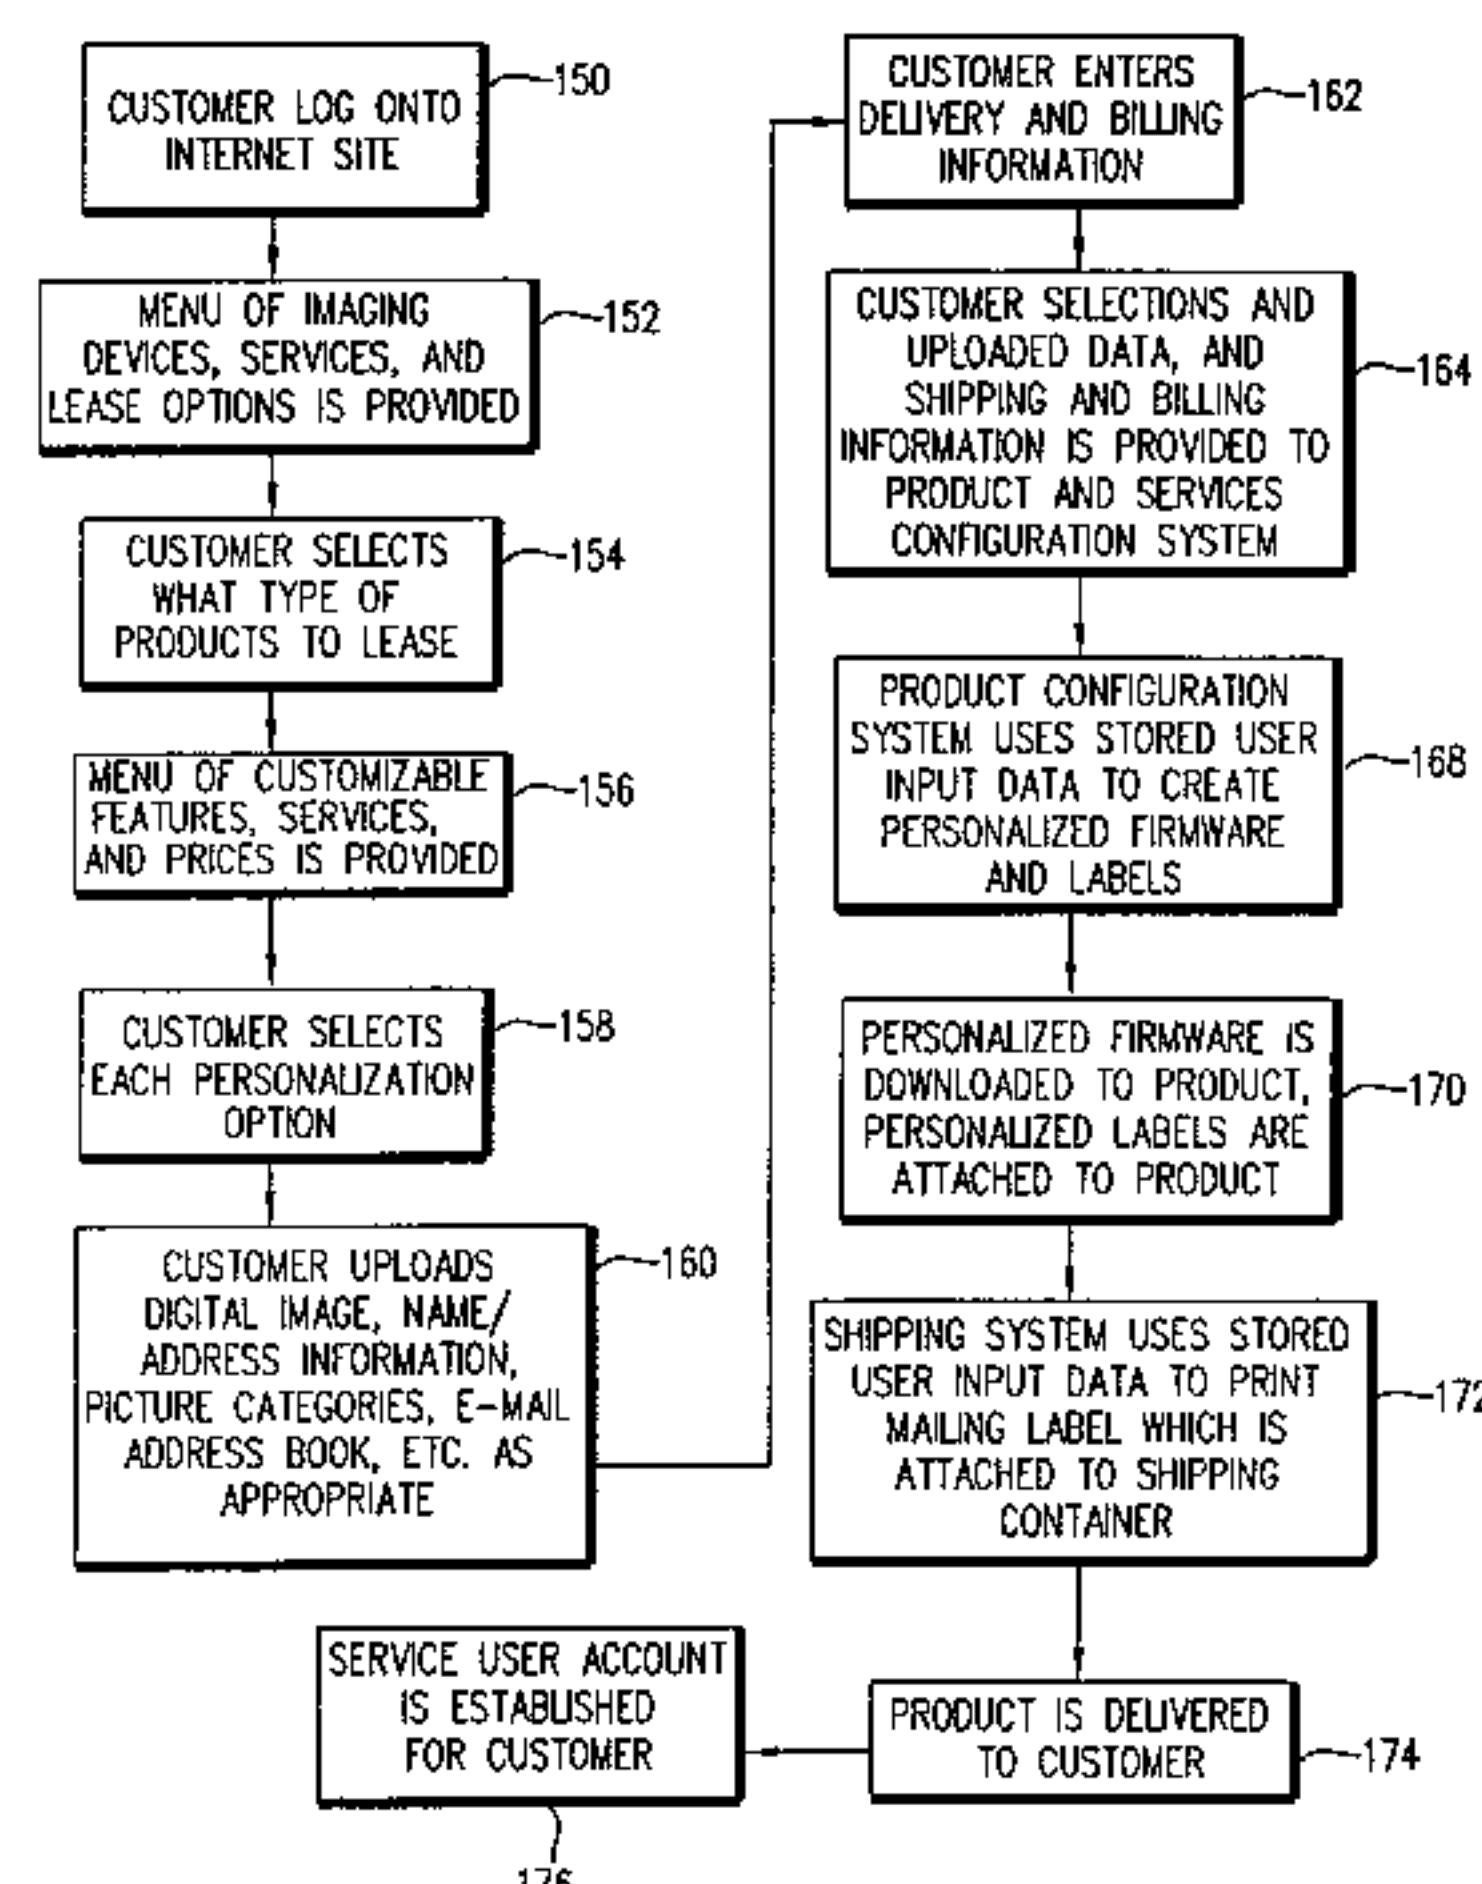 CUSTOMER LOG ONTO
INTERNET SITE
150
MENU OF IMAGING
DEVICES, SERVICES, AND
LEASE OPTIONS IS PROVIDED
152
CUSTOMER SELECTS
WHAT TYPE OF
PRODUCTS TO LEASE
154
MENU OF CUSTOMIZABLE
FEATURES, SERVICES,
AND PRICES IS PROVIDED
156
CUSTOMER SELECTS
EACH PERSONALIZATION
OPTION
158
CUSTOMER UPLOADS
DIGITAL IMAGE, NAME/
ADDRESS INFORMATION,
PICTURE CATEGORIES, E-MAIL
ADDRESS BOOK, ETC. AS
APPROPRIATE
160
CUSTOMER ENTERS
DELIVERY AND BILLING
INFORMATION
162
CUSTOMER SELECTIONS AND
UPLOADED DATA, AND
SHIPPING AND BILLING
INFORMATION IS PROVIDED TO
PRODUCT AND SERVICES
CONFIGURATION SYSTEM
164
PRODUCT CONFIGURATION
SYSTEM USES STORED USER
INPUT DATA TO CREATE
PERSONALIZED FIRMWARE
AND LABELS
168
PERSONALIZED FIRMWARE IS
DOWNLOADED TO PRODUCT,
PERSONALIZED LABELS ARE
ATTACHED TO PRODUCT
170
SHIPPING SYSTEM USES STORED
USER INPUT DATA TO PRINT
MAILING LABEL WHICH IS
ATTACHED TO SHIPPING
CONTAINER
172
PRODUCT IS DELIVERED
TO CUSTOMER
174
SERVICE USER ACCOUNT
IS ESTABLISHED
FOR CUSTOMER
176